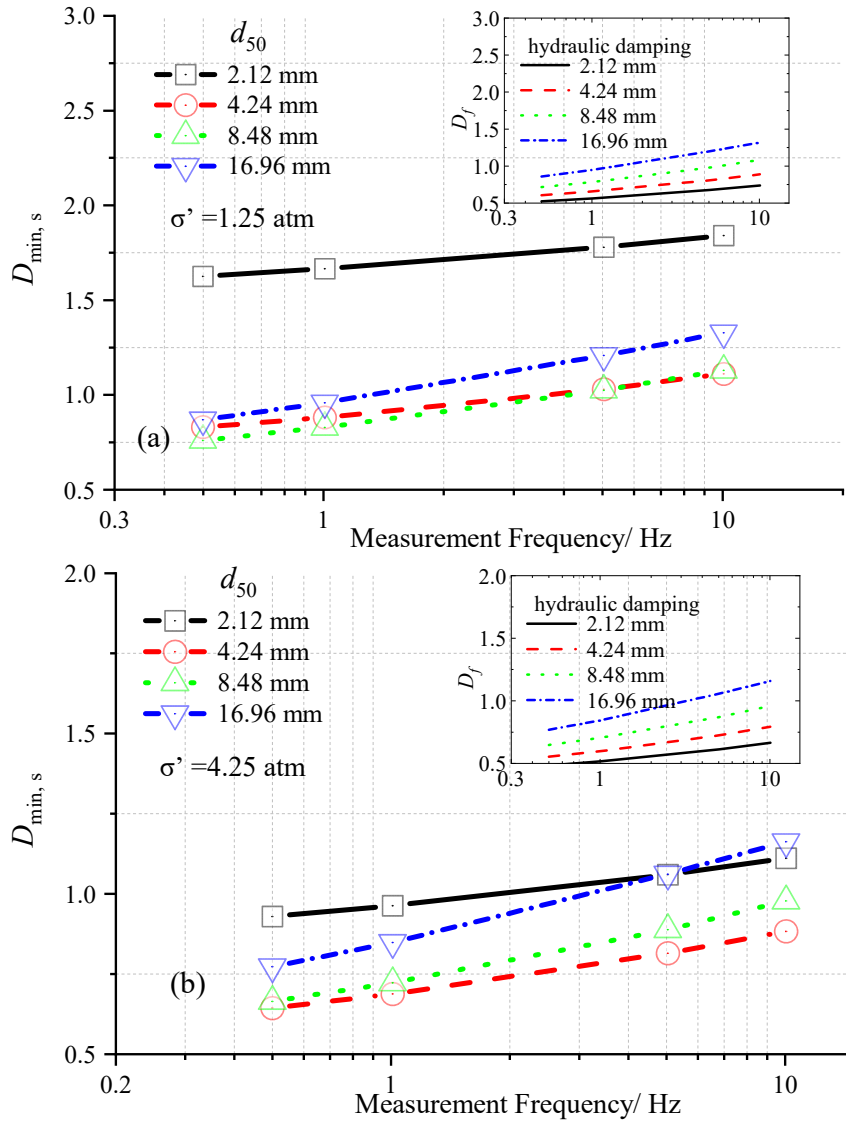 3.0
2.5
2.0
1.5
1.0
0.5
D min, s
d50
2.12 mm
4.24 mm
8.48 mm
16.96 mm
σ’ =1.25 atm
(a)
0.3
1
10
Measurement Frequency/ Hz
3.0
2.5
2.0
1.5
1.0
0.5
Df
hydraulic damping
2.12 mm
4.24 mm
8.48 mm
16.96 mm
0.3
1
10
2.0
1.5
1.0
0.5
D min, s
d50
2.12 mm
4.24 mm
8.48 mm
16.96 mm
σ’ =4.25 atm
(b)
0.2
1
10
Measurement Frequency/ Hz
2.0
1.5
1.0
0.5
Df
hydraulic damping
2.12 mm
4.24 mm
8.48 mm
16.96 mm
0.3
1
10